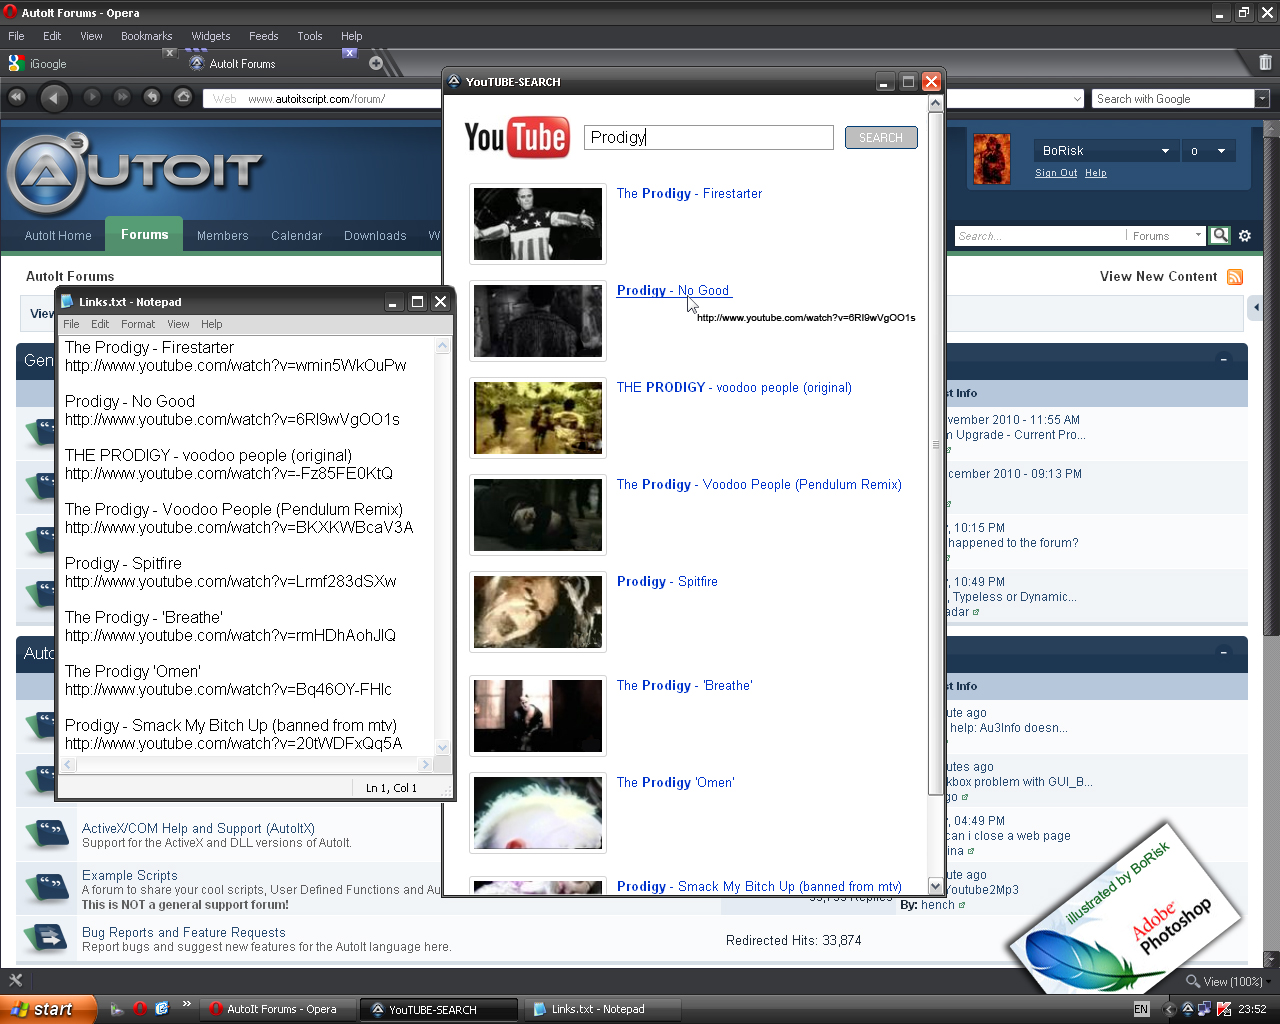 AutoIt Forums - Opera
File Edit View Bookmarks Widgets Feeds Tools Help
iGoogle
AutoIt Forums
Web www.autoitscript.com/forum/
Search with Google
AUTOIT
BoRisk
0
Sign Out Help
AutoIt Home Forums Members Calendar Downloads W
Search... Forums
AutoIt Forums
View New Content
YouTUBE-SEARCH
YouTube
Prodigy
SEARCH
The Prodigy - Firestarter
Prodigy - No Good
http://www.youtube.com/watch?v=6RI9wVgOO1s
THE PRODIGY - voodoo people (original)
The Prodigy - Voodoo People (Pendulum Remix)
Prodigy - Spitfire
The Prodigy - 'Breathe'
The Prodigy 'Omen'
Prodigy - Smack My Bitch Up (banned from mtv)
Links.txt - Notepad
File Edit Format View Help
The Prodigy - Firestarter
http://www.youtube.com/watch?v=wmin5WkOuPw
Prodigy - No Good
http://www.youtube.com/watch?v=6RI9wVgOO1s
THE PRODIGY - voodoo people (original)
http://www.youtube.com/watch?v=-Fz85FE0KtQ
The Prodigy - Voodoo People (Pendulum Remix)
http://www.youtube.com/watch?v=BKXKWBcaV3A
Prodigy - Spitfire
http://www.youtube.com/watch?v=Lrmf283dSXw
The Prodigy - 'Breathe'
http://www.youtube.com/watch?v=rmHDhAohJlQ
The Prodigy 'Omen'
http://www.youtube.com/watch?v=Bq46OY-FHlc
Prodigy - Smack My Bitch Up (banned from mtv)
http://www.youtube.com/watch?v=20tWDFxQq5A
Ln 1, Col 1
View
Gen
st Info
vember 2010 - 11:55 AM
m Upgrade - Current Pro...
cember 2010 - 09:13 PM
, 10:15 PM
happened to the forum?
, 10:49 PM
, Typeless or Dynamic...
adar
Auto
st Info
ute ago
help: Au3Info doesn...
utes ago
kbox problem with GUI_B...
go
, 04:49 PM
can i close a web page
ina
ute ago
Youtube2Mp3
By: hench
ActiveX/COM Help and Support (AutoItX)
Support for the ActiveX and DLL versions of AutoIt.
Example Scripts
A forum to share your cool scripts, User Defined Functions and Au
This is NOT a general support forum!
Bug Reports and Feature Requests
Report bugs and suggest new features for the AutoIt language here.
Redirected Hits: 33,874
illustrated by BoRisk
Adobe
Photoshop
View (100%)
start
AutoIt Forums - Opera
YouTUBE-SEARCH
Links.txt - Notepad
EN
23:52